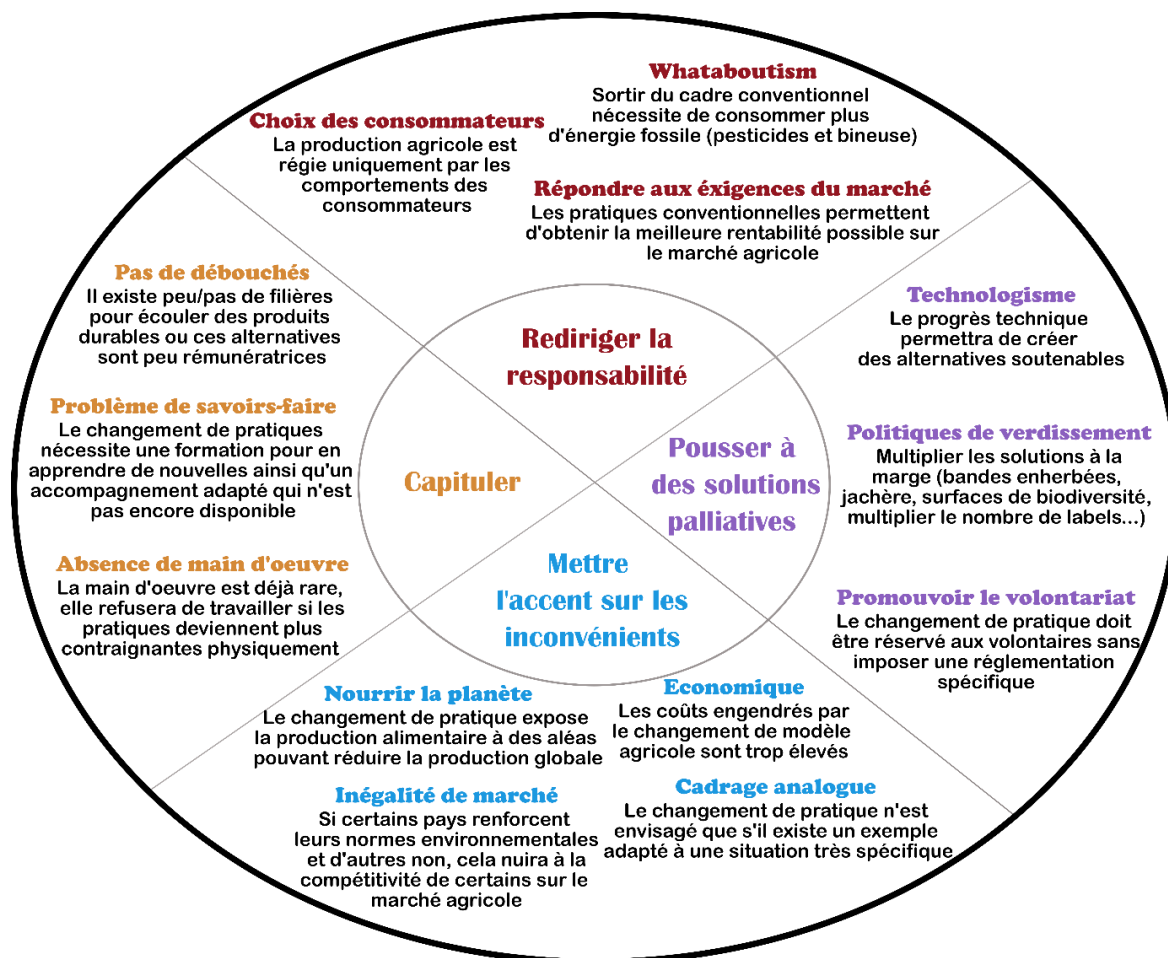 Whataboutism
Sortir du cadre conventionnel
nécessite de consommer plus
d'énergie fossile (pesticides et bineuse)
Choix des consommateurs
La production agricole est
régie uniquement par les
comportements des
consommateurs
Répondre aux éxigences du marché
Les pratiques conventionnelles permettent
d'obtenir la meilleure rentabilité possible sur
le marché agricole
Pas de débouchés
Il existe peu/pas de filières
pour écouler des produits
durables ou ces alternatives
sont peu rémunératrices
Problème de savoirs-faire
Le changement de pratiques
nécessite une formation pour en
apprendre de nouvelles ainsi qu'un
accompagnement adapté qui n'est
pas encore disponible
Absence de main d'oeuvre
La main d'oeuvre est déjà rare,
elle refusera de travailler si les
pratiques deviennent plus
contraignantes physiquement
Rediriger la
responsabilité
Capituler
Pousser à
des solutions
palliatives
Mettre
l'accent sur les
inconvénients
Technologisme
Le progrès technique
permettra de créer
des alternatives soutenables
Politiques de verdissement
Multiplier les solutions à la
marge (bandes enherbées,
jachère, surfaces de biodiversité,
multiplier le nombre de labels...)
Promouvoir le volontariat
Le changement de pratique doit
être réservé aux volontaires sans
imposer une réglementation
spécifique
Nourrir la planète
Le changement de pratique expose
la production alimentaire à des aléas
pouvant réduire la production globale
Economique
Les coûts engendrés par
le changement de modèle
agricole sont trop élevés
Inégalité de marché
Si certains pays renforcent
leurs normes environnementales
et d'autres non, cela nuira à la
compétitivité de certains sur le
marché agricole
Cadrage analogue
Le changement de pratique n'est
envisagé que s'il existe un exemple
adapté à une situation très spécifique